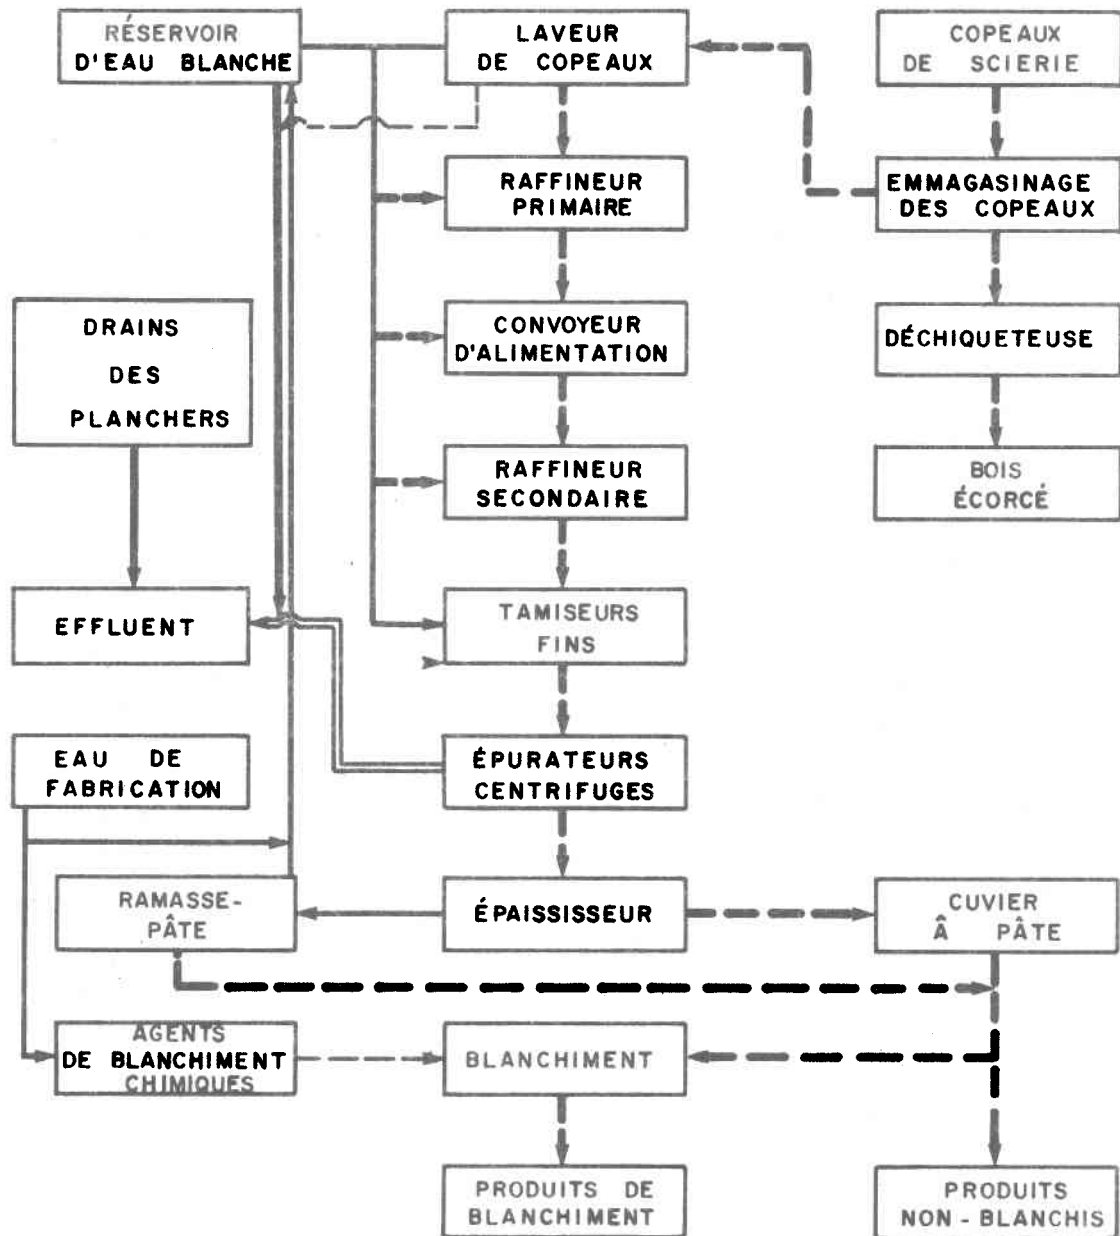 RÉSERVOIR
D'EAU BLANCHE
LAVEUR
DE COPEAUX
COPEAUX
DE SCIERIE
RAFFINEUR
PRIMAIRE
EMMAGASINAGE
DES COPEAUX
DRAINS
DES
PLANCHERS
CONVOYEUR
D'ALIMENTATION
DÉCHIQUETEUSE
RAFFINEUR
SECONDAIRE
BOIS
ÉCORCÉ
EFFLUENT
TAMISEURS
FINS
EAU DE
FABRICATION
ÉPURATEURS
CENTRIFUGES
RAMASSE-
PÂTE
ÉPAISSISSEUR
CUVIER
Â PÂTE
AGENTS
DE BLANCHIMENT
CHIMIQUES
BLANCHIMENT
PRODUITS DE
BLANCHIMENT
PRODUITS
NON - BLANCHIS